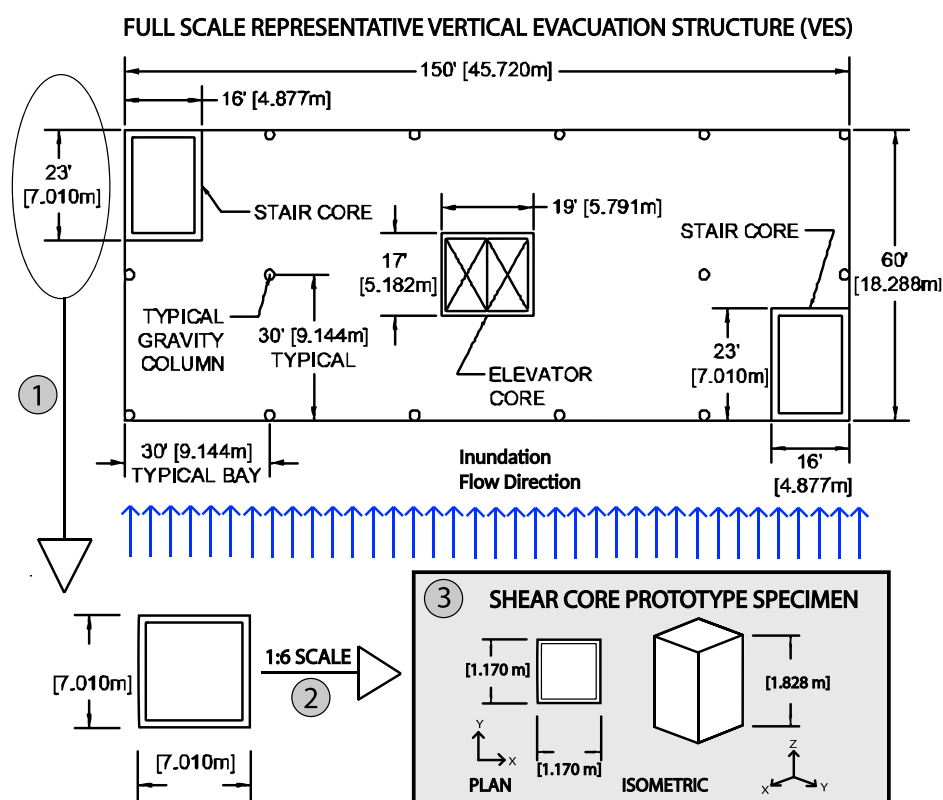 FULL SCALE REPRESENTATIVE VERTICAL EVACUATION STRUCTURE (VES)
150' [45.720m]
16' [4.877m]
23'
[7.010m]
STAIR CORE
19' [5.791m]
STAIR CORE
17'
[5.182m]
60'
[18.288m]
TYPICAL
GRAVITY
COLUMN
30' [9.144m]
TYPICAL
23'
[7.010m]
ELEVATOR
CORE
1
30' [9.144m]
TYPICAL BAY
Inundation
Flow Direction
16'
[4.877m]
3
SHEAR CORE PROTOTYPE SPECIMEN
[7.010m]
1:6 SCALE
2
[7.010m]
[1.170 m]
[1.828 m]
Y
X
[1.170 m]
PLAN
ISOMETRIC
Z
X
Y